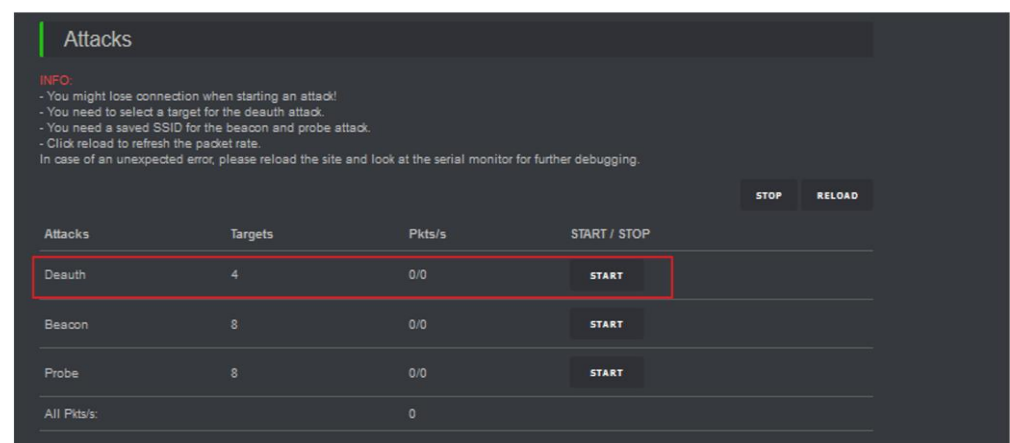 Attacks
INFO:
- You might lose connection when starting an attack!
- You need to select a target for the deauth attack.
- You need a saved SSID for the beacon and probe attack.
- Click reload to refresh the packet rate.
In case of an unexpected error, please reload the site and look at the serial monitor for further debugging.
STOP RELOAD
Attacks Targets Pkts/s START / STOP
Deauth 4 0/0 START
Beacon 8 0/0 START
Probe 8 0/0 START
All Pkts/s: 0